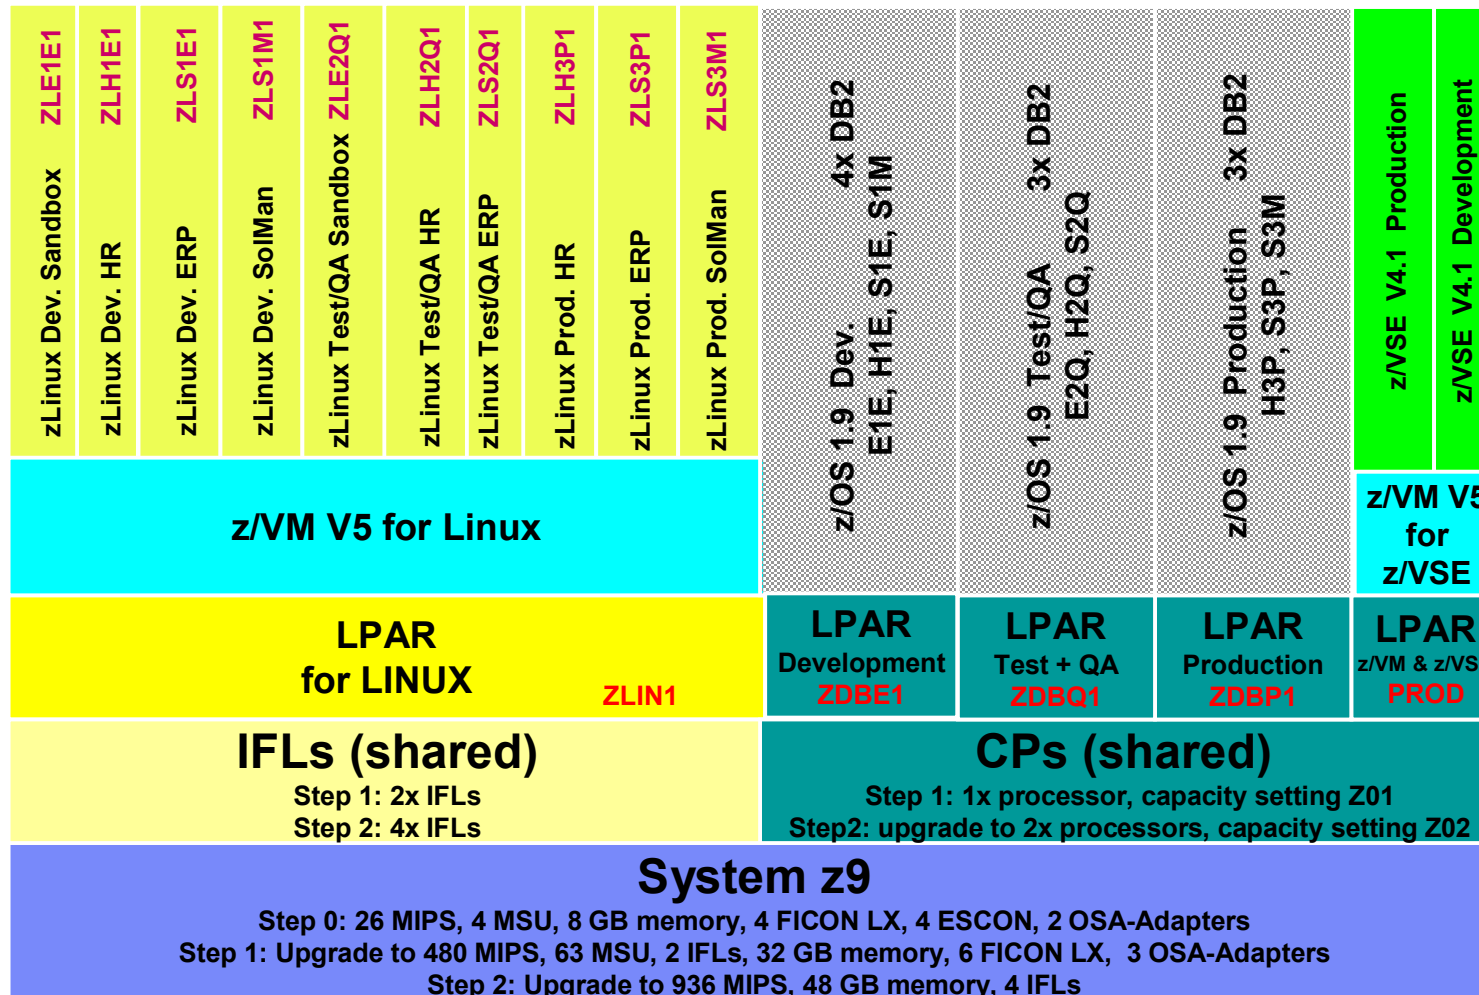 zLinux Dev. Sandbox ZLE1E1
zLinux Dev. HR ZLH1E1
zLinux Dev. ERP ZLS1E1
zLinux Dev. SolMan ZLS1M1
zLinux Test/QA Sandbox ZLE2Q1
zLinux Test/QA HR ZLH2Q1
zLinux Test/QA ERP ZLS2Q1
zLinux Prod. HR ZLH3P1
zLinux Prod. ERP ZLS3P1
zLinux Prod. SolMan ZLS3M1
z/OS 1.9 Dev. 4x DB2
E1E, H1E, S1E, S1M
z/OS 1.9 Test/QA 3x DB2
E2Q, H2Q, S2Q
z/OS 1.9 Production 3x DB2
H3P, S3P, S3M
z/VSE V4.1 Production
z/VSE V4.1 Development
z/VM V5 for Linux
z/VM V5
for
z/VSE
LPAR
for LINUX
ZLIN1
LPAR
Development
ZDBE1
LPAR
Test + QA
ZDBQ1
LPAR
Production
ZDBP1
LPAR
z/VM & z/VS
PROD
IFLs (shared)
Step 1: 2x IFLs
Step 2: 4x IFLs
CPs (shared)
Step 1: 1x processor, capacity setting Z01
Step2: upgrade to 2x processors, capacity setting Z02
System z9
Step 0: 26 MIPS, 4 MSU, 8 GB memory, 4 FICON LX, 4 ESCON, 2 OSA-Adapters
Step 1: Upgrade to 480 MIPS, 63 MSU, 2 IFLs, 32 GB memory, 6 FICON LX, 3 OSA-Adapters
Step 2: Upgrade to 936 MIPS, 48 GB memory, 4 IFLs